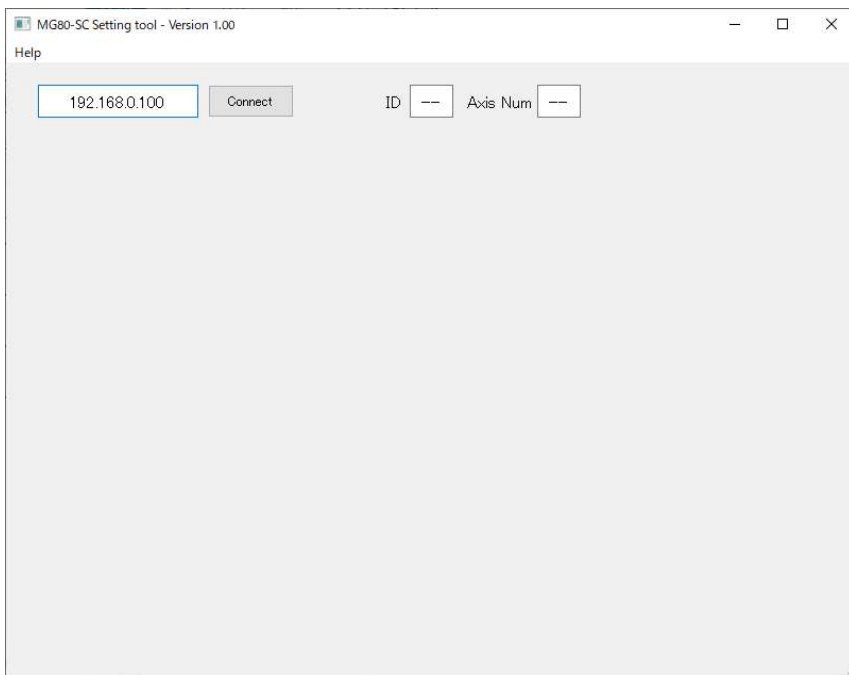 MG80-SC Setting tool - Version 1.00
Help
192.168.0.100 Connect ID -- Axis Num --